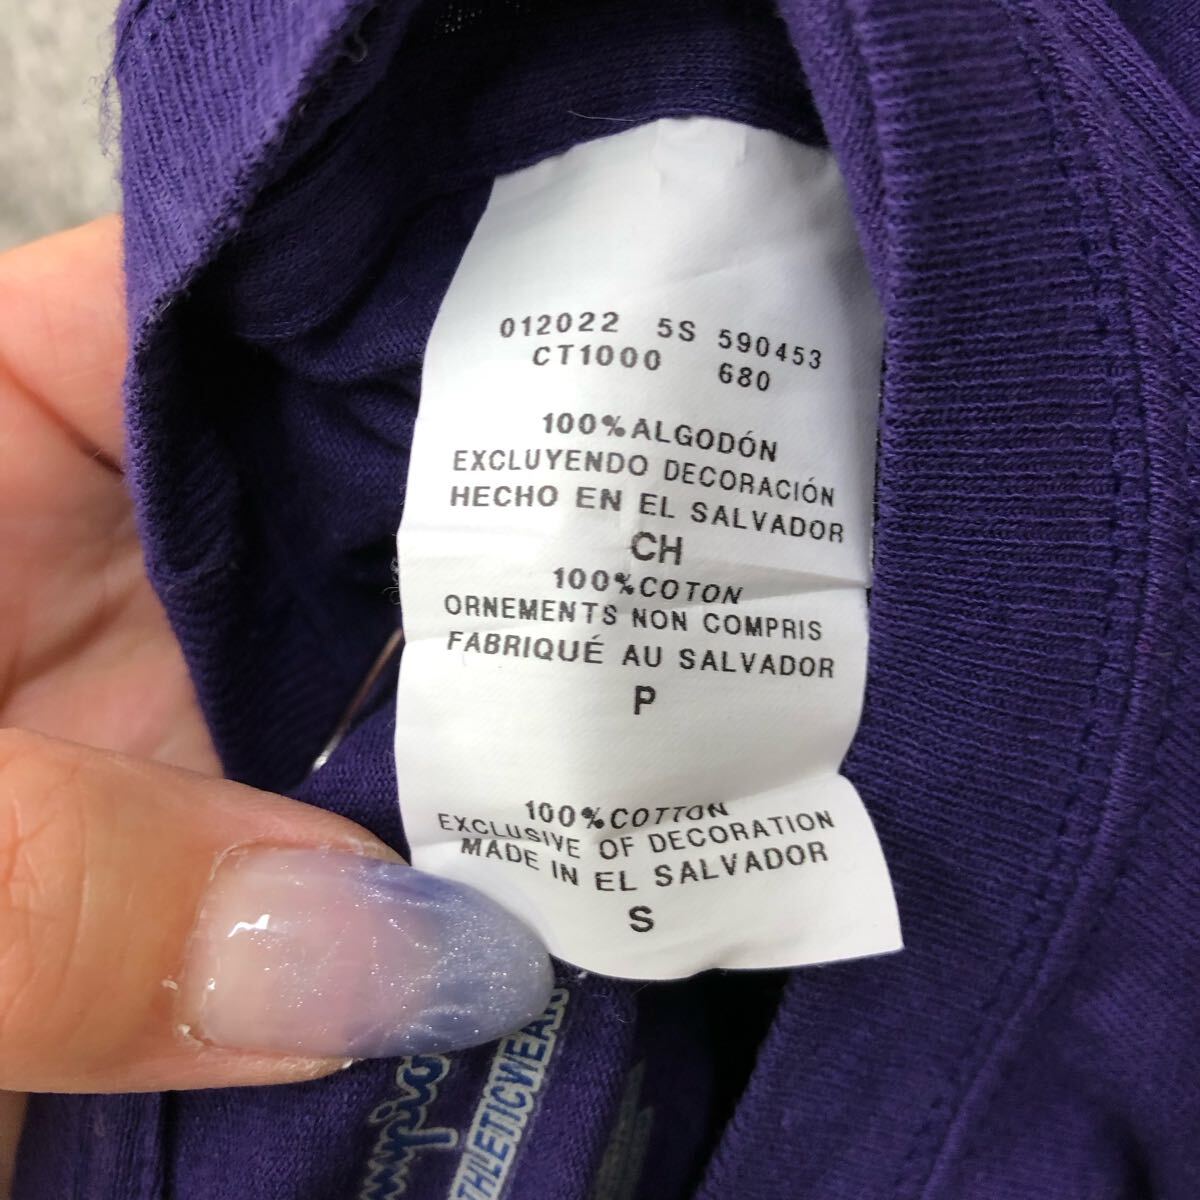 012022 5S 590453
CT1000 680
100%ALGODÓN
EXCLUYENDO DECORACIÓN
HECHO EN EL SALVADOR
CH
100%COTON
ORNEMENTS NON COMPRIS
FABRIQUÉ AU SALVADOR
P
100%COTTON
EXCLUSIVE OF DECORATION
MADE IN EL SALVADOR
S